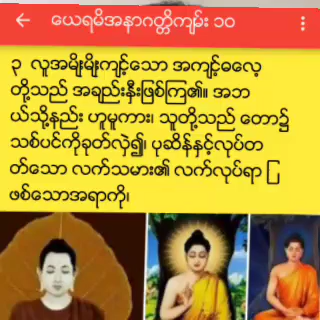 ယေရမိအနာဂတ္တိကျမ်း ၁၀
၃ လူအမျိုးမျိုးကျင့်သော အကျင့်ဓလေ့
တို့သည် အချည်းနှီးဖြစ်ကြ၏။ အဘ
ယ်သို့နည်း ဟူမူကား၊ သူတို့သည် တော၌
သစ်ပင်ကိုခုတ်လှဲ၍၊ ပုဆိန်နှင့်လုပ်တ
တ်သော လက်သမား၏ လက်လုပ်ရာ ြ
ဖစ်သောအရာကို၊